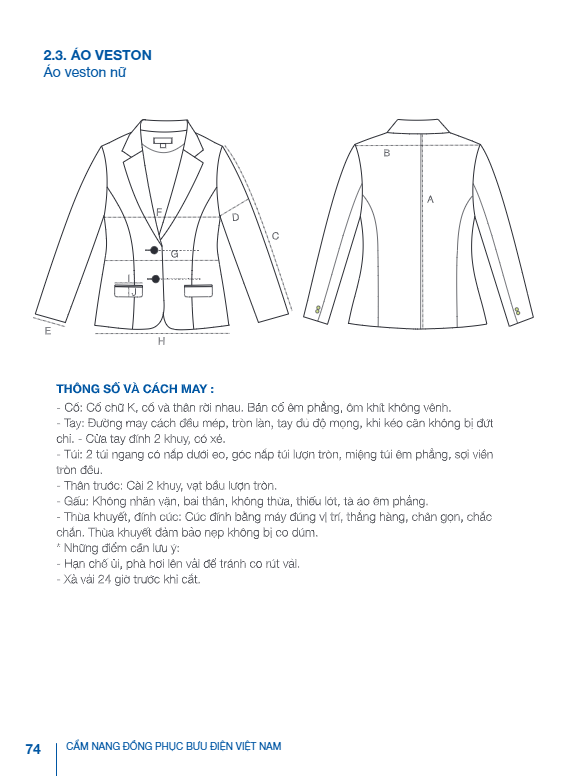 2.3. ÁO VESTON
Áo veston nữ
B
A
F
D
C
G
J
E
H
THÔNG SỐ VÀ CÁCH MAY :
- Cổ: Cổ chữ K, cổ và thân rời nhau. Bản cổ êm phẳng, ôm khít không vênh.
- Tay: Đường may cách đều mép, tròn làn, tay đủ độ mọng, khi kéo căn không bị đứt
chỉ. - Cửa tay đính 2 khuy, có xẻ.
- Túi: 2 túi ngang có nắp dưới eo, góc nắp túi lượn tròn, miệng túi êm phẳng, sợi viền
tròn đều.
- Thân trước: Cài 2 khuy, vạt bầu lượn tròn.
- Gấu: Không nhăn vặn, bai thân, không thừa, thiếu lót, tà áo êm phẳng.
- Thùa khuyết, đính cúc: Cúc đính bằng máy đúng vị trí, thẳng hàng, chân gọn, chắc
chắn. Thùa khuyết đảm bảo nẹp không bị co dúm.
* Những điểm cần lưu ý:
- Hạn chế ủi, phà hơi lên vải để tránh co rút vải.
- Xả vải 24 giờ trước khi cắt.
74
CẨM NANG ĐỒNG PHỤC BƯU ĐIỆN VIỆT NAM